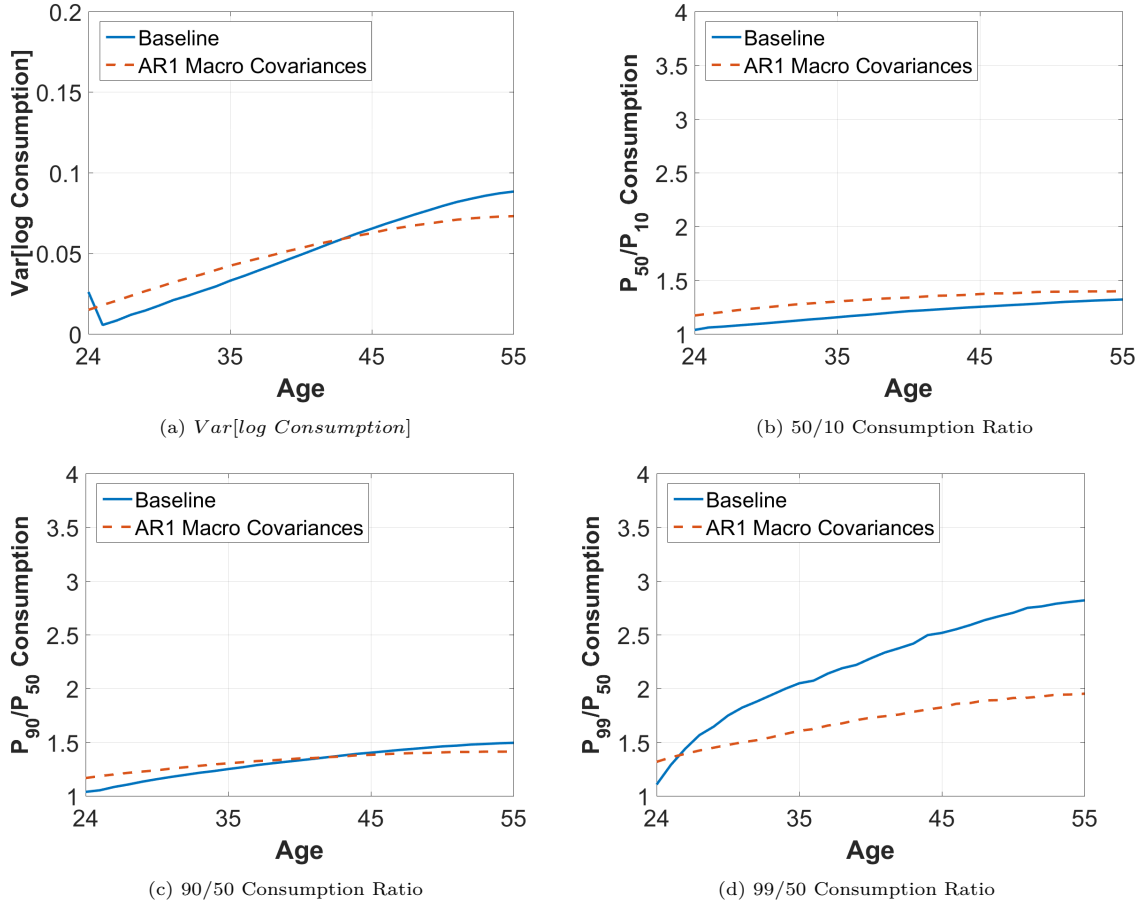 0.2
0.15
0.1
0.05
0
Var[log Consumption]
Baseline
AR1 Macro Covariances
24 35 45 55
Age
(a) Var[log Consumption]
4
3.5
3
2.5
2
1.5
1
P50/P10 Consumption
Baseline
AR1 Macro Covariances
24 35 45 55
Age
(b) 50/10 Consumption Ratio
4
3.5
3
2.5
2
1.5
1
P90/P50 Consumption
Baseline
AR1 Macro Covariances
24 35 45 55
Age
(c) 90/50 Consumption Ratio
4
3.5
3
2.5
2
1.5
1
P99/P50 Consumption
Baseline
AR1 Macro Covariances
24 35 45 55
Age
(d) 99/50 Consumption Ratio